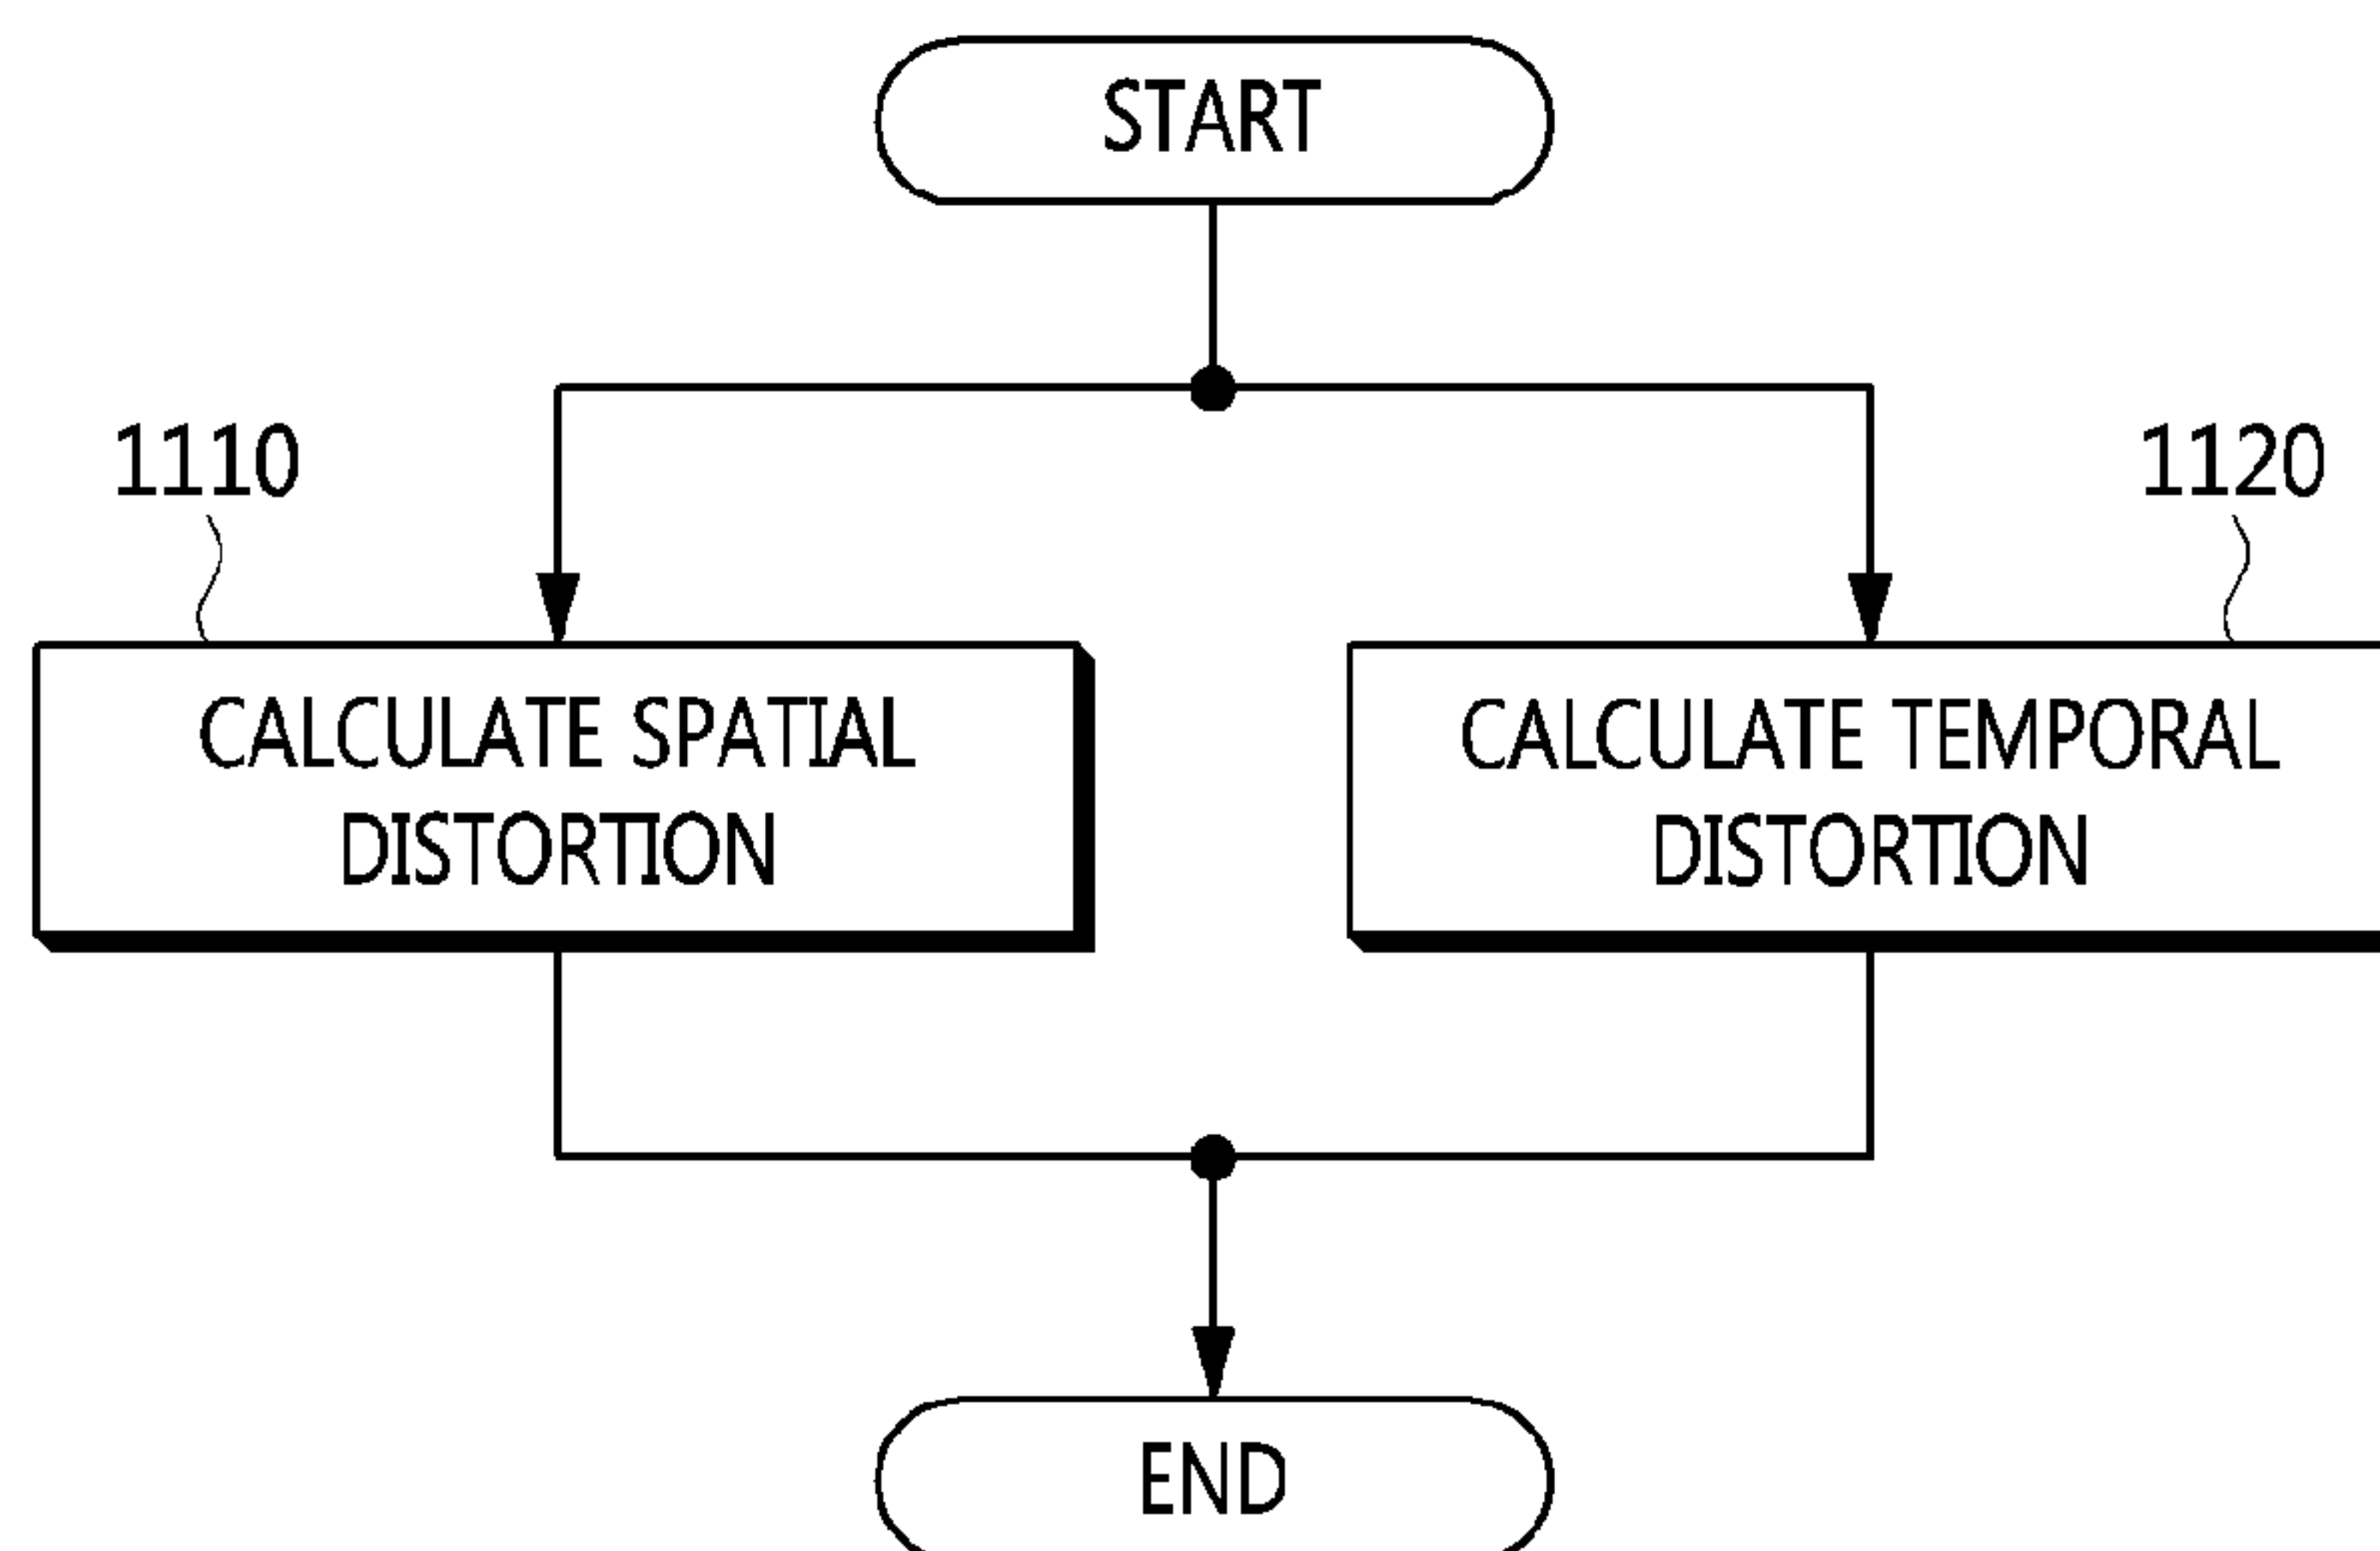 START
1110
1120
CALCULATE SPATIAL
DISTORTION
CALCULATE TEMPORAL
DISTORTION
END